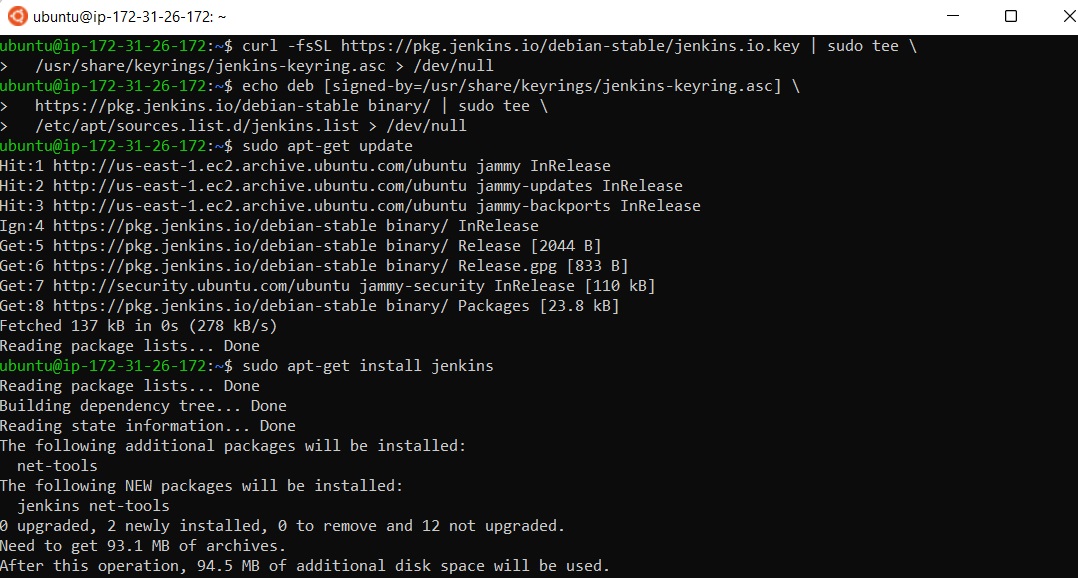 ubuntu@ip-172-31-26-172: ~
ubuntu@ip-172-31-26-172:~$ curl -fsSL https://pkg.jenkins.io/debian-stable/jenkins.io.key | sudo tee \
>   /usr/share/keyrings/jenkins-keyring.asc > /dev/null
ubuntu@ip-172-31-26-172:~$ echo deb [signed-by=/usr/share/keyrings/jenkins-keyring.asc] \
>   https://pkg.jenkins.io/debian-stable binary/ | sudo tee \
>   /etc/apt/sources.list.d/jenkins.list > /dev/null
ubuntu@ip-172-31-26-172:~$ sudo apt-get update
Hit:1 http://us-east-1.ec2.archive.ubuntu.com/ubuntu jammy InRelease
Hit:2 http://us-east-1.ec2.archive.ubuntu.com/ubuntu jammy-updates InRelease
Hit:3 http://us-east-1.ec2.archive.ubuntu.com/ubuntu jammy-backports InRelease
Ign:4 https://pkg.jenkins.io/debian-stable binary/ InRelease
Get:5 https://pkg.jenkins.io/debian-stable binary/ Release [2044 B]
Get:6 https://pkg.jenkins.io/debian-stable binary/ Release.gpg [833 B]
Get:7 http://security.ubuntu.com/ubuntu jammy-security InRelease [110 kB]
Get:8 https://pkg.jenkins.io/debian-stable binary/ Packages [23.8 kB]
Fetched 137 kB in 0s (278 kB/s)
Reading package lists... Done
ubuntu@ip-172-31-26-172:~$ sudo apt-get install jenkins
Reading package lists... Done
Building dependency tree... Done
Reading state information... Done
The following additional packages will be installed:
  net-tools
The following NEW packages will be installed:
  jenkins net-tools
0 upgraded, 2 newly installed, 0 to remove and 12 not upgraded.
Need to get 93.1 MB of archives.
After this operation, 94.5 MB of additional disk space will be used.